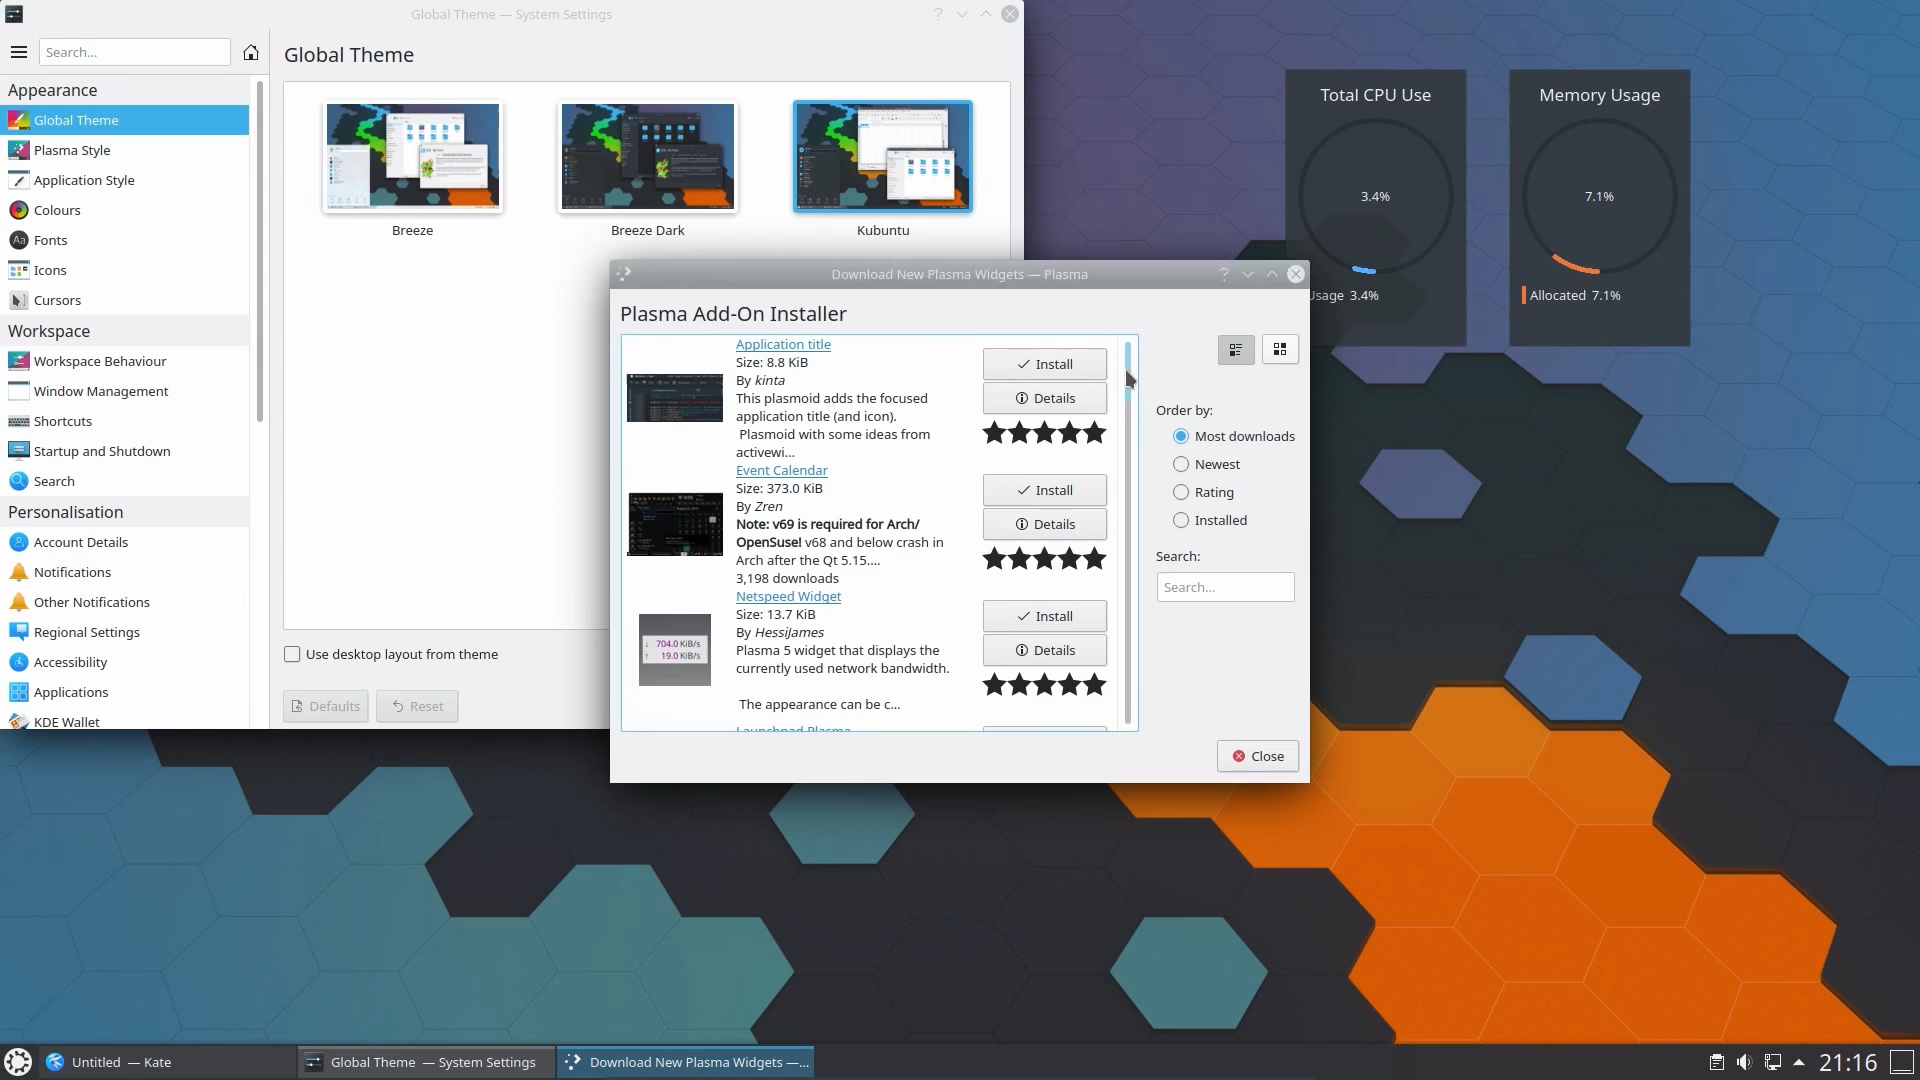 Global Theme — System Settings
Search...
Global Theme
Appearance
Global Theme
Plasma Style
Application Style
Colours
Fonts
Icons
Cursors
Workspace
Workspace Behaviour
Window Management
Shortcuts
Startup and Shutdown
Search
Personalisation
Account Details
Notifications
Other Notifications
Regional Settings
Accessibility
Applications
KDE Wallet
Breeze
Breeze Dark
Kubuntu
Use desktop layout from theme
Defaults
Reset
Download New Plasma Widgets — Plasma
Plasma Add-On Installer
Application title
Size: 8.8 KiB
By kinta
This plasmoid adds the focused
application title (and icon).
Plasmoid with some ideas from
activewi...
Install
Details
Event Calendar
Size: 373.0 KiB
By Zren
Note: v69 is required for Arch/
OpenSuse! v68 and below crash in
Arch after the Qt 5.15....
3,198 downloads
Install
Details
704.0 KiB/s
19.0 KiB/s
Netspeed Widget
Size: 13.7 KiB
By HessiJames
Plasma 5 widget that displays the
currently used network bandwidth.
The appearance can be c...
Install
Details
Launchpad Plasma
Order by:
Most downloads
Newest
Rating
Installed
Search:
Search...
Close
Total CPU Use
3.4%
Usage 3.4%
Memory Usage
7.1%
Allocated 7.1%
Untitled — Kate
Global Theme — System Settings
Download New Plasma Widgets —...
21:16